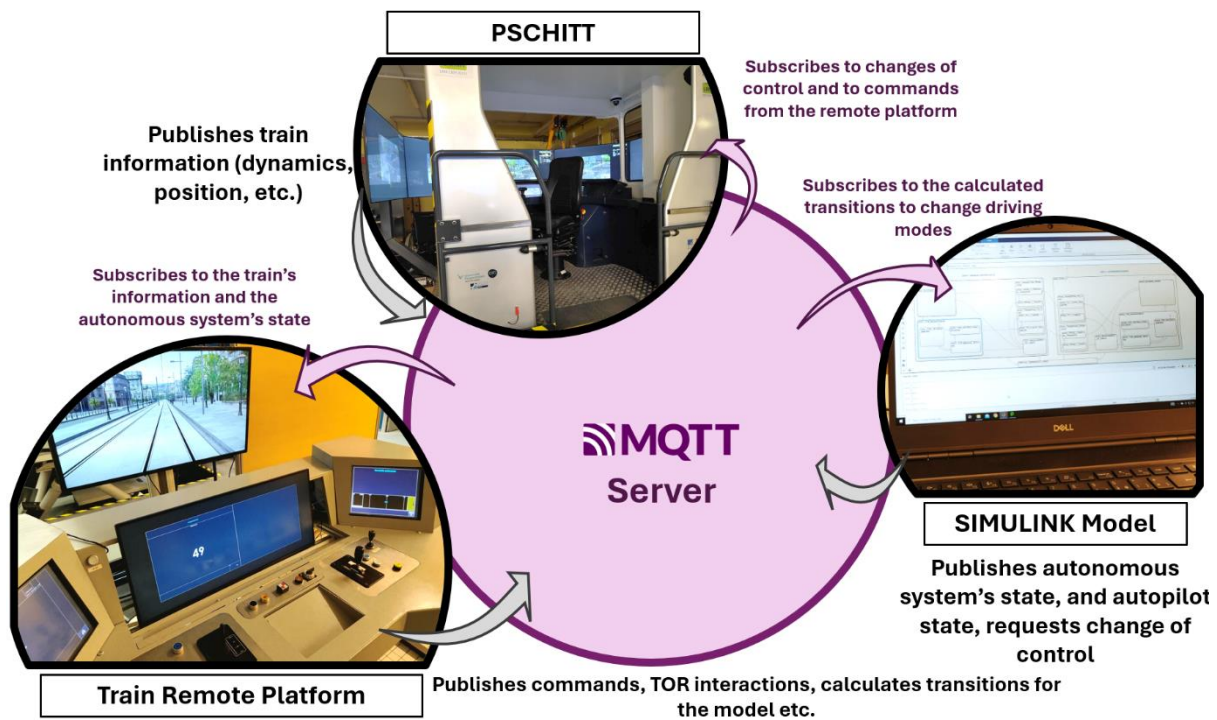 PSCHITT
Subscribes to changes of
control and to commands
from the remote platform
Publishes train
information (dynamics,
position, etc.)
Subscribes to the calculated
transitions to change driving
modes
Subscribes to the train's
information and the
autonomous system's state
MQTT
Server
DELL
49
SIMULINK Model
Publishes autonomous
system's state, and autopilot
state, requests change of
control
Train Remote Platform
Publishes commands, TOR interactions, calculates transitions for
the model etc.